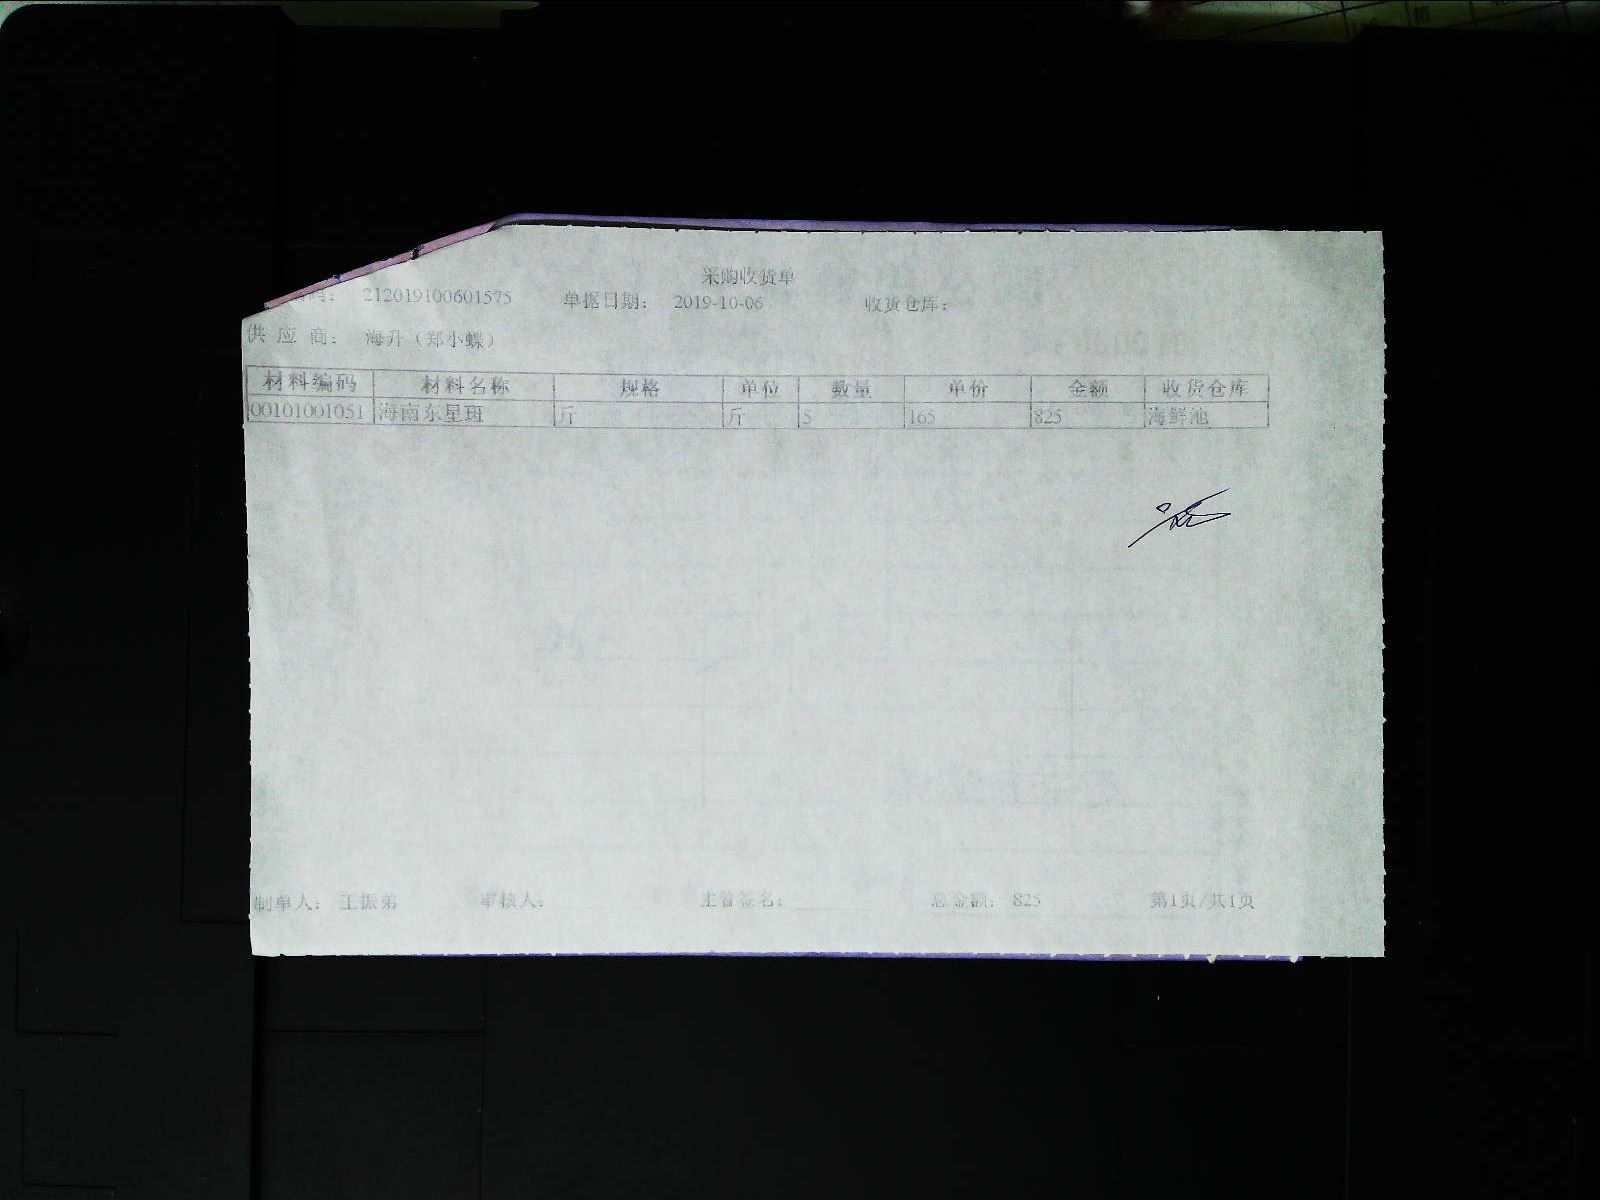 采购收货单
码： 212019100601575 单据日期： 2019-10-06 收货仓库：
供 应 商： 海升（郑小蝶）
材料编码 材料名称 规格 单位 数量 单价 金额 收货仓库
00101001051 海南东星斑 斤 斤 5 165 825 海鲜池
制单人： 王振弟 审核人： 主管签名： 总金额： 825 第1页/共1页